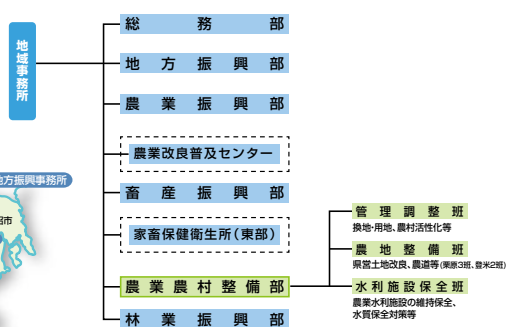 地域事務所
総務部
地方振興部
農業振興部
農業改良普及センター
畜産振興部
家畜保健衛生所(東部)
農業農村整備部
林業振興部
管理調整班
換地・用地、農村活性化等
農地整備班
県営土地改良、農道等(栗原3班、登米2班)
水利施設保全班
農業水利施設の維持保全、
水質保全対策等
地方振興事務所
沼市